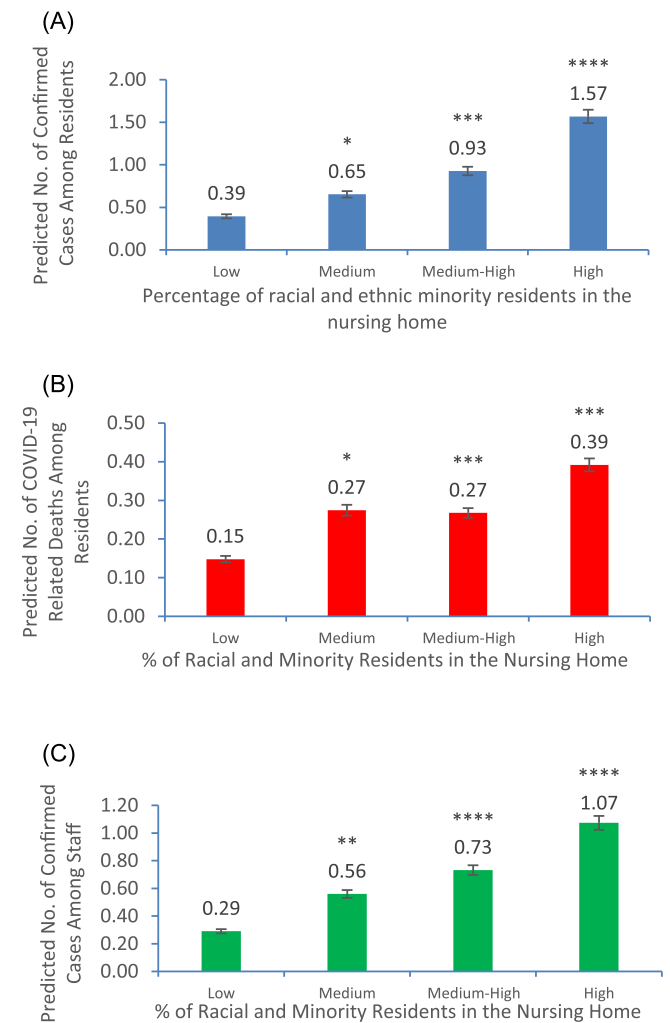 (A)
Predicted No. of Confirmed
Cases Among Residents
2.00
1.50
1.00
0.50
0.00
0.39
*
0.65
***
0.93
****
1.57
Low
Medium
Medium-High
High
Percentage of racial and ethnic minority residents in the
nursing home
(B)
Predicted No. of COVID-19
Related Deaths Among
Residents
0.50
0.40
0.30
0.20
0.10
0.00
0.15
*
0.27
***
0.27
***
0.39
Low
Medium
Medium-High
High
% of Racial and Minority Residents in the Nursing Home
(C)
Predicted No. of Confirmed
Cases Among Staff
1.20
1.00
0.80
0.60
0.40
0.20
0.00
0.29
**
0.56
****
0.73
****
1.07
Low
Medium
Medium-High
High
% of Racial and Minority Residents in the Nursing Home